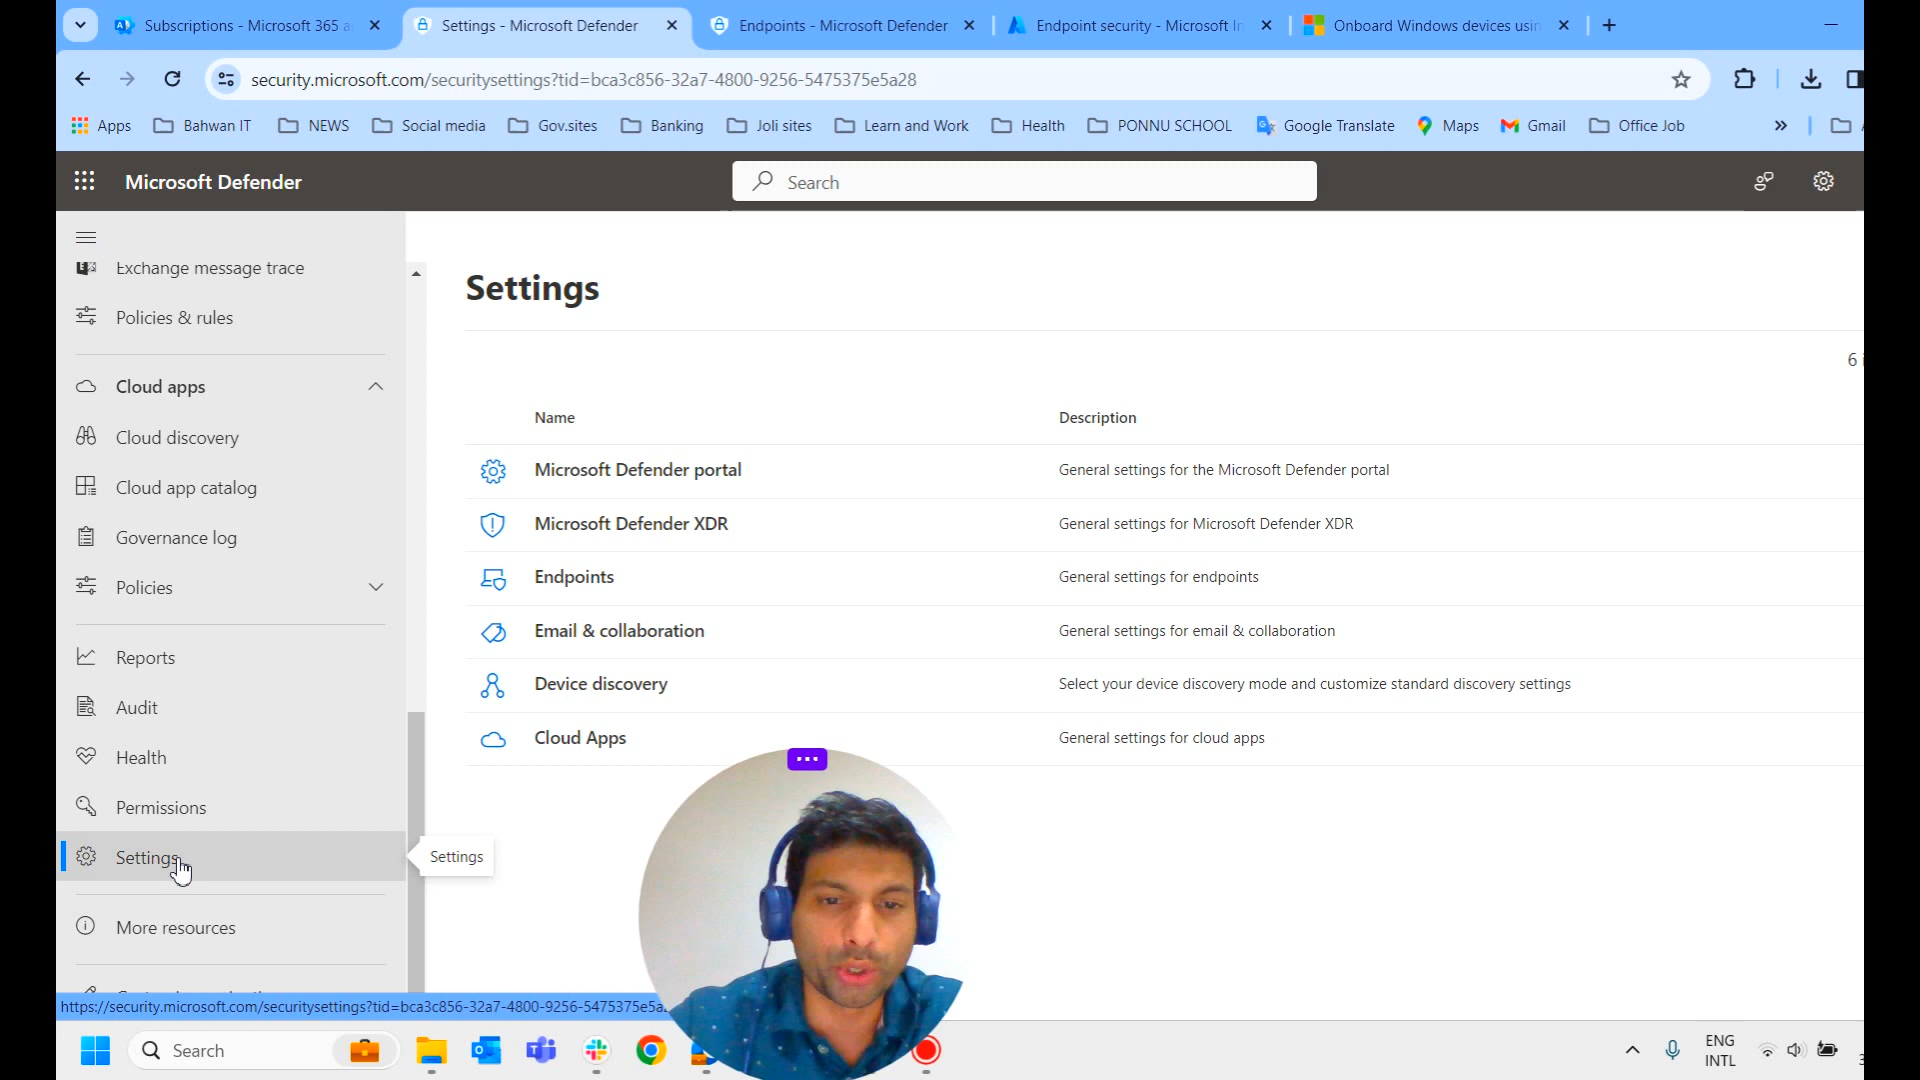 Subscriptions - Microsoft 365 a
Settings - Microsoft Defender
Endpoints - Microsoft Defender
Endpoint security - Microsoft In
Onboard Windows devices usin
security.microsoft.com/securitysettings?tid=bca3c856-32a7-4800-9256-5475375e5a28
Apps
Bahwan IT
NEWS
Social media
Gov.sites
Banking
Joli sites
Learn and Work
Health
PONNU SCHOOL
Google Translate
Maps
Gmail
Office Job
Microsoft Defender
Search
Exchange message trace
Policies & rules
Cloud apps
Cloud discovery
Cloud app catalog
Governance log
Policies
Reports
Audit
Health
Permissions
Settings
More resources
Settings
Settings
6 i
Name
Description
Microsoft Defender portal
General settings for the Microsoft Defender portal
Microsoft Defender XDR
General settings for Microsoft Defender XDR
Endpoints
General settings for endpoints
Email & collaboration
General settings for email & collaboration
Device discovery
Select your device discovery mode and customize standard discovery settings
Cloud Apps
General settings for cloud apps
https://security.microsoft.com/securitysettings?tid=bca3c856-32a7-4800-9256-5475375e5a
Search
ENG
INTL